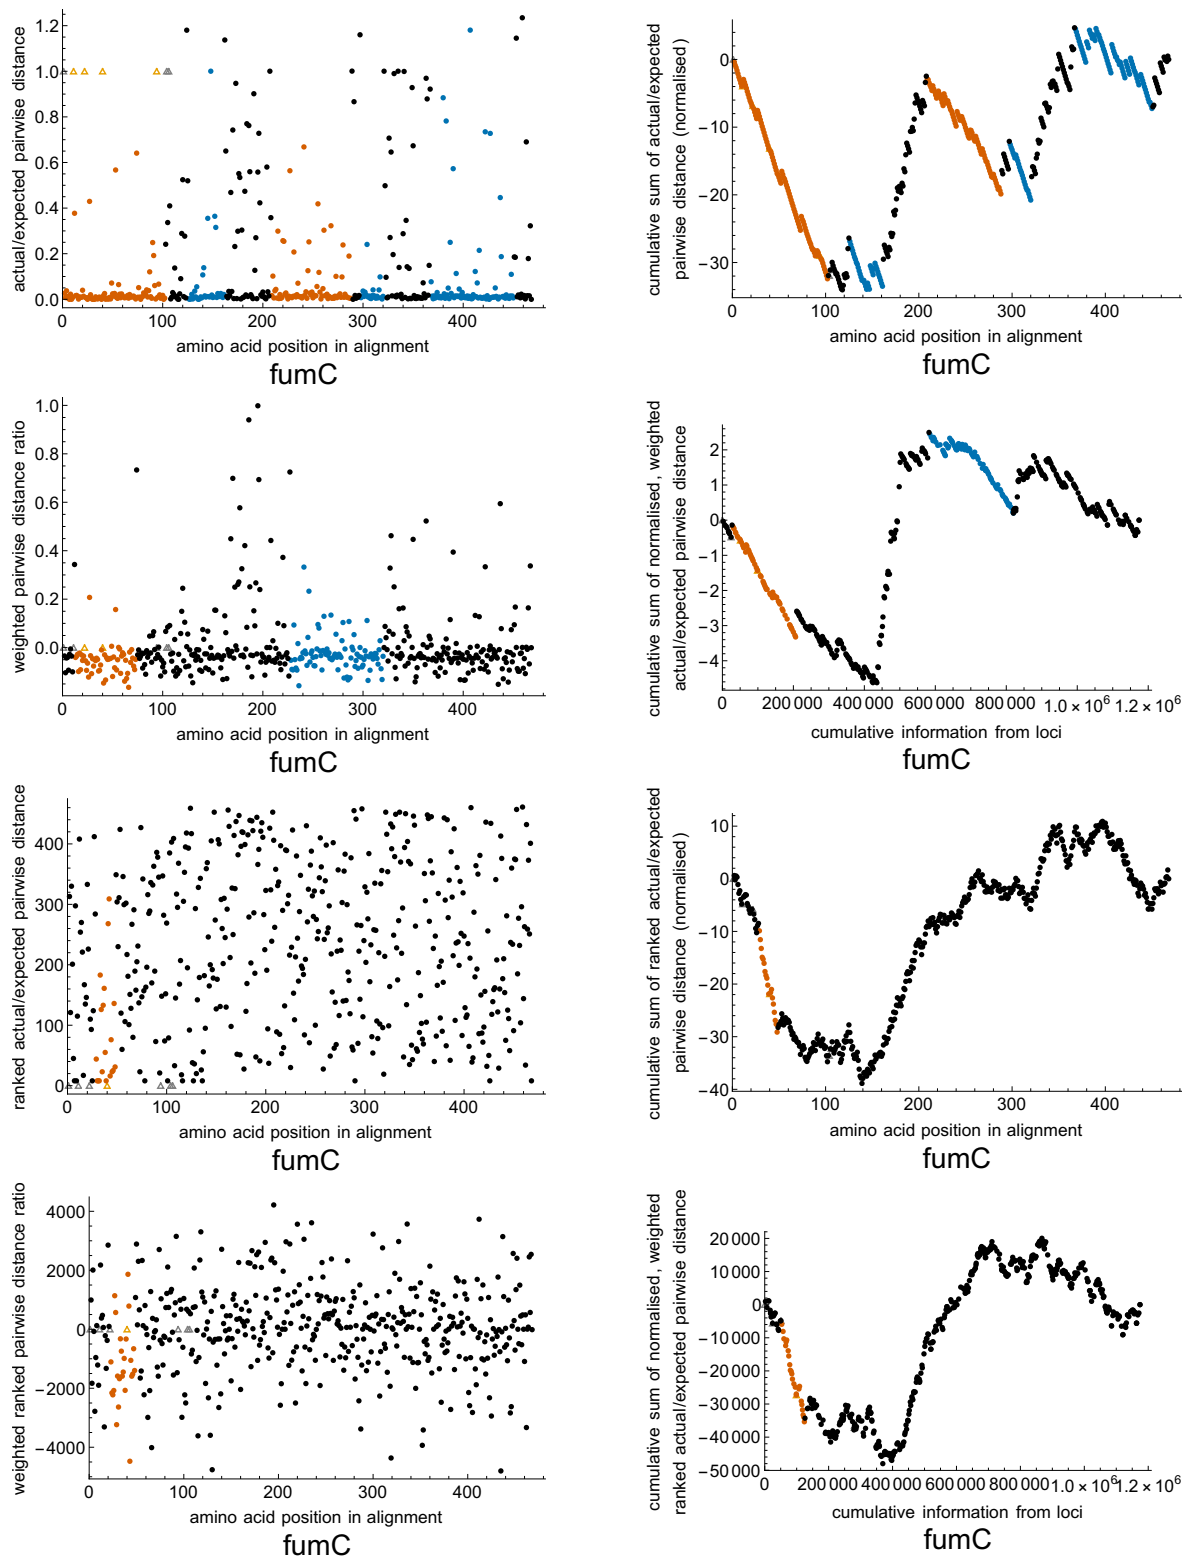 actual/expected pairwise distance
1.2
1.0
0.8
0.6
0.4
0.2
0.0
0 100 200 300 400
amino acid position in alignment
fumC
cumulative sum of actual/expected
pairwise distance (normalised)
0
−10
−20
−30
0 100 200 300 400
amino acid position in alignment
fumC
weighted pairwise distance ratio
1.0
0.8
0.6
0.4
0.2
0.0
0 100 200 300 400
amino acid position in alignment
fumC
cumulative sum of normalised, weighted
actual/expected pairwise distance
2
1
0
−1
−2
−3
−4
0 200 000 400 000 600 000 800 000 1.0 × 10⁶ 1.2 × 10⁶
cumulative information from loci
fumC
ranked actual/expected pairwise distance
400
300
200
100
0
0 100 200 300 400
amino acid position in alignment
fumC
cumulative sum of ranked actual/expected
pairwise distance (normalised)
10
0
−10
−20
−30
−40
0 100 200 300 400
amino acid position in alignment
fumC
weighted ranked pairwise distance ratio
4000
2000
0
−2000
−4000
0 100 200 300 400
amino acid position in alignment
fumC
cumulative sum of normalised, weighted
ranked actual/expected pairwise distance
20 000
10 000
0
−10 000
−20 000
−30 000
−40 000
−50 000
0 200 000 400 000 600 000 800 000 1.0 × 10⁶ 1.2 × 10⁶
cumulative information from loci
fumC